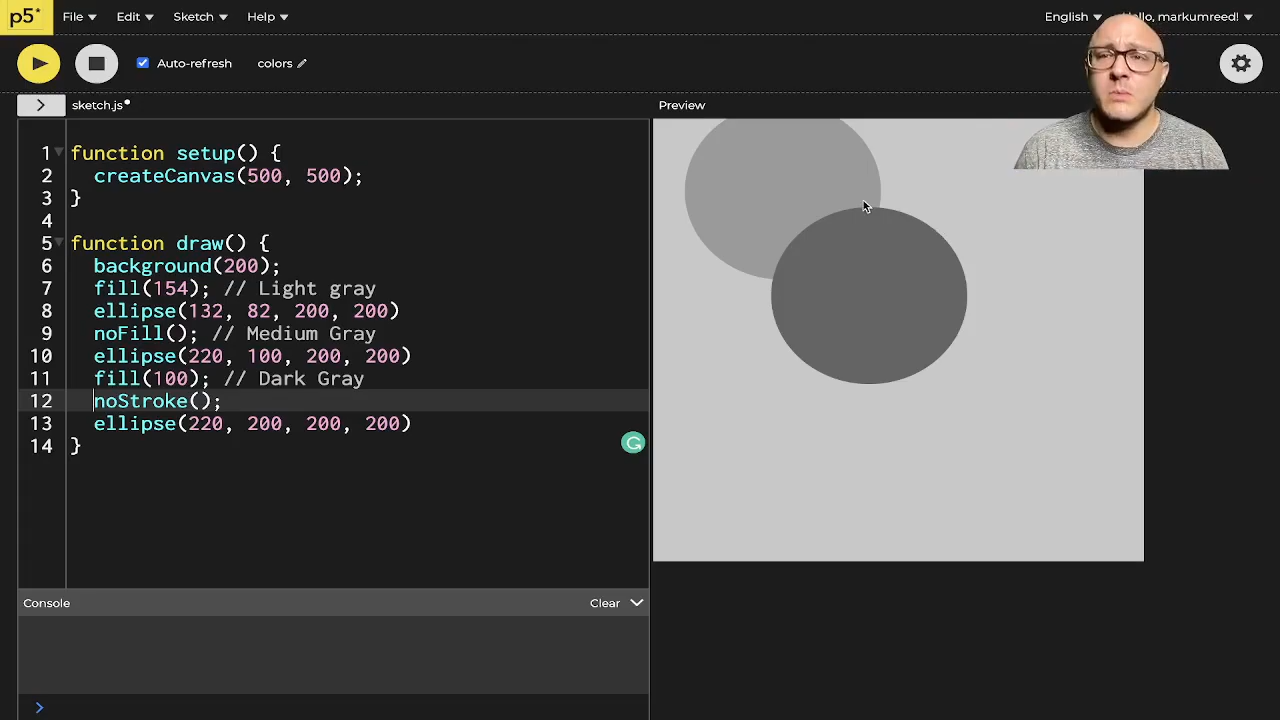 p5* File Edit Sketch Help English Hello, markumreed!
Auto-refresh colors
> sketch.js Preview
1 function setup() {
2 createCanvas(500, 500);
3 }
4
5 function draw() {
6 background(200);
7 fill(154); // Light gray
8 ellipse(132, 82, 200, 200)
9 noFill(); // Medium Gray
10 ellipse(220, 100, 200, 200)
11 fill(100); // Dark Gray
12 noStroke();
13 ellipse(220, 200, 200, 200)
14 }
Console Clear
>